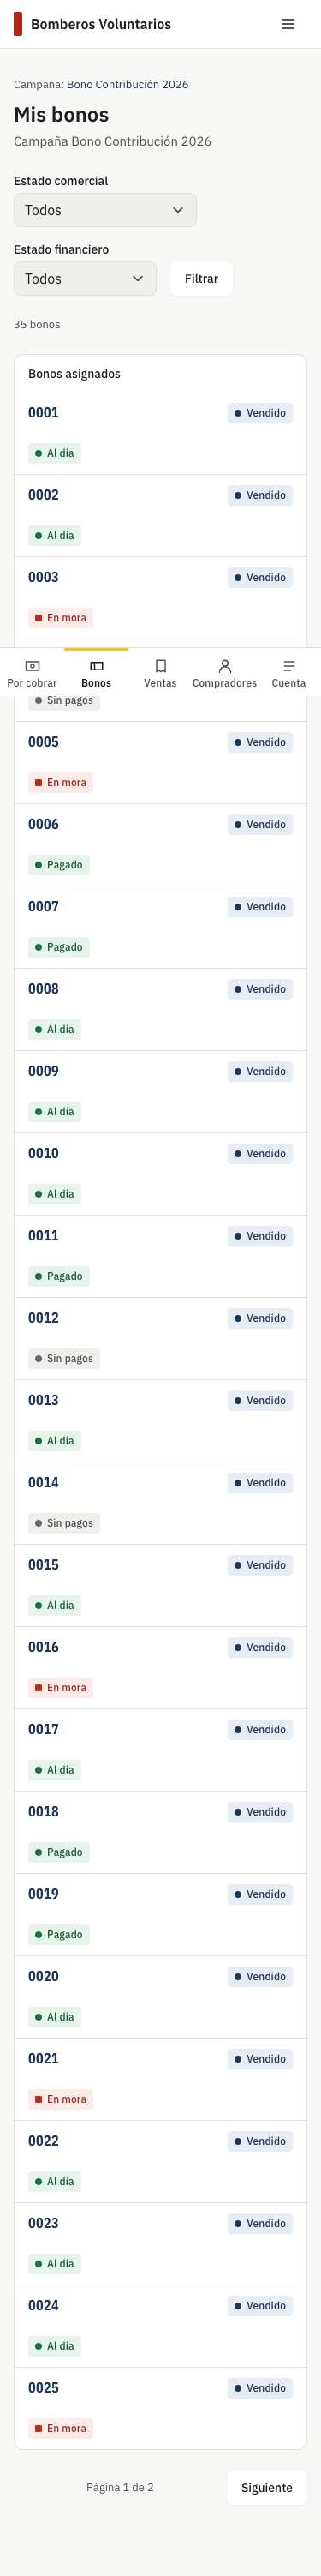 Bomberos Voluntarios
Campaña: Bono Contribución 2026
Mis bonos
Campaña Bono Contribución 2026
Estado comercial
Todos
Estado financiero
Todos
Filtrar
35 bonos
Bonos asignados
0001 Vendido
Al día
0002 Vendido
Al día
0003 Vendido
En mora
Por cobrar Bonos Ventas Compradores Cuenta
Sin pagos
0005 Vendido
En mora
0006 Vendido
Pagado
0007 Vendido
Pagado
0008 Vendido
Al día
0009 Vendido
Al día
0010 Vendido
Al día
0011 Vendido
Pagado
0012 Vendido
Sin pagos
0013 Vendido
Al día
0014 Vendido
Sin pagos
0015 Vendido
Al día
0016 Vendido
En mora
0017 Vendido
Al día
0018 Vendido
Pagado
0019 Vendido
Pagado
0020 Vendido
Al día
0021 Vendido
En mora
0022 Vendido
Al día
0023 Vendido
Al día
0024 Vendido
Al día
0025 Vendido
En mora
Página 1 de 2
Siguiente